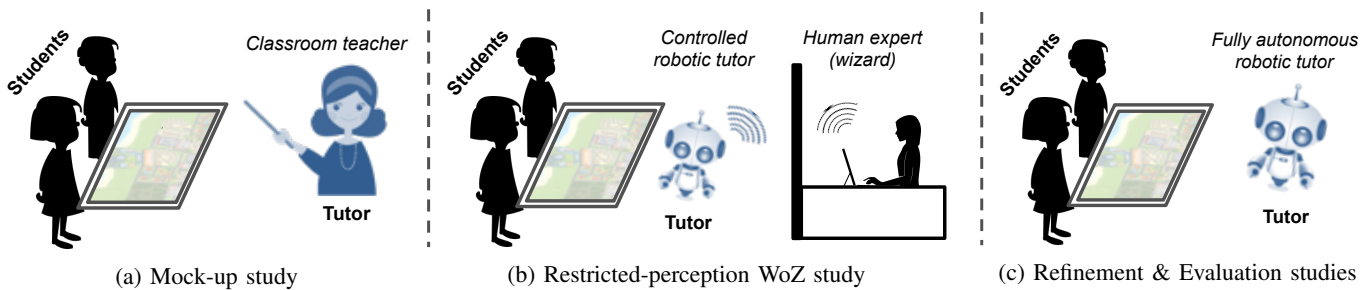 Students
Classroom teacher
Tutor
(a) Mock-up study
Students
Controlled
robotic tutor
Human expert
(wizard)
Tutor
(b) Restricted-perception WoZ study
Students
Fully autonomous
robotic tutor
Tutor
(c) Refinement & Evaluation studies